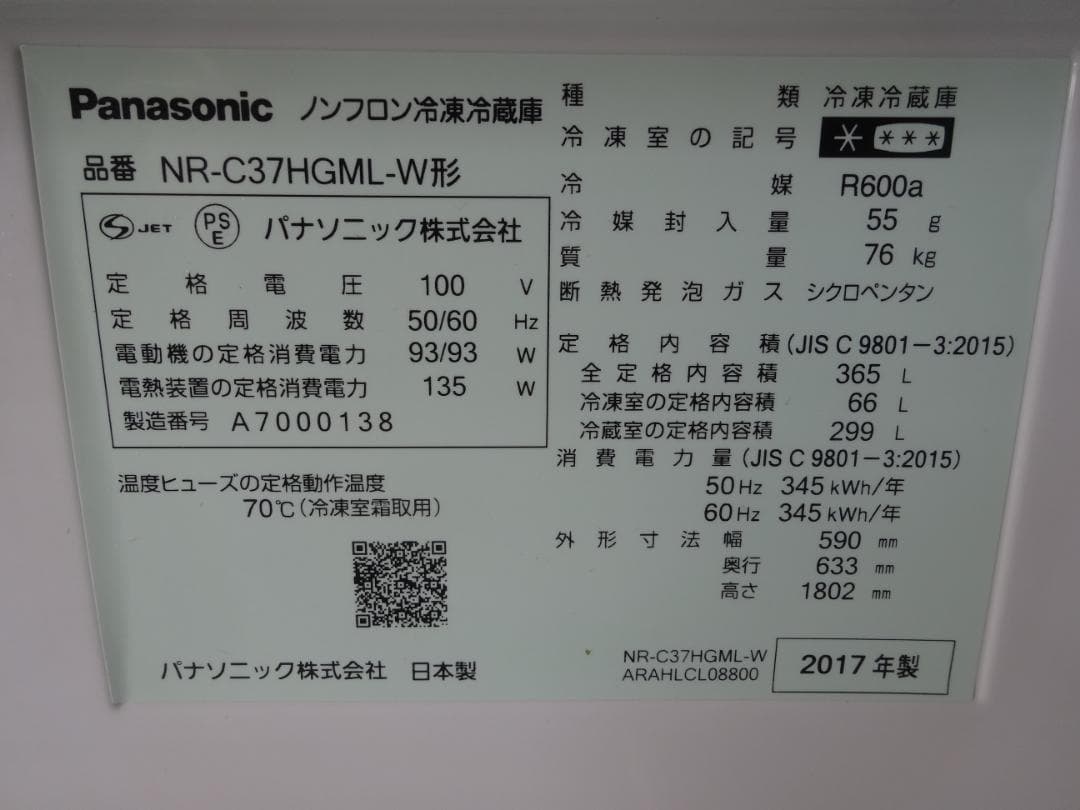 Panasonic ノンフロン冷凍冷蔵庫
品番 NR-C37HGML-W形
JET PSE パナソニック株式会社
定格電圧 100 V
定格周波数 50/60 Hz
電動機の定格消費電力 93/93 W
電熱装置の定格消費電力 135 W
製造番号 A7000138
温度ヒューズの定格動作温度
70℃(冷凍室霜取用)
パナソニック株式会社 日本製
種類 冷凍冷蔵庫
冷凍室の記号 * ***
冷媒 R600a
冷媒封入量 55 g
質量 76 kg
断熱発泡ガス シクロペンタン
定格内容積(JIS C 9801-3:2015)
全定格内容積 365 L
冷凍室の定格内容積 66 L
冷蔵室の定格内容積 299 L
消費電力量(JIS C 9801-3:2015)
50Hz 345kWh/年
60Hz 345kWh/年
外形寸法幅 590 mm
奥行 633 mm
高さ 1802 mm
NR-C37HGML-W
ARAHLCL08800
2017年製